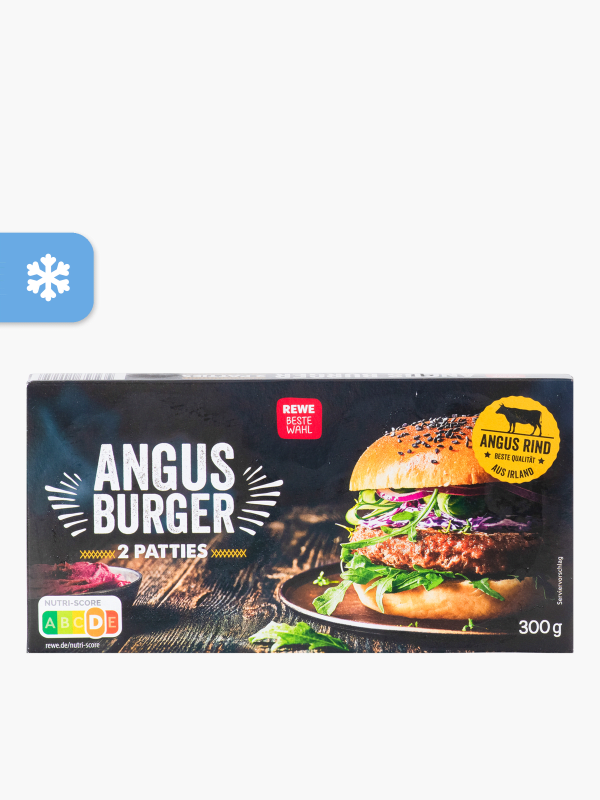 REWE
BESTE
WAHL
ANGUS
BURGER
2 PATTIES
ANGUS RIND
BESTE QUALITÄT
AUS IRLAND
Serviervorschlag
NUTRI-SCORE
A B C D E
rewe.de/nutri-score
300 g